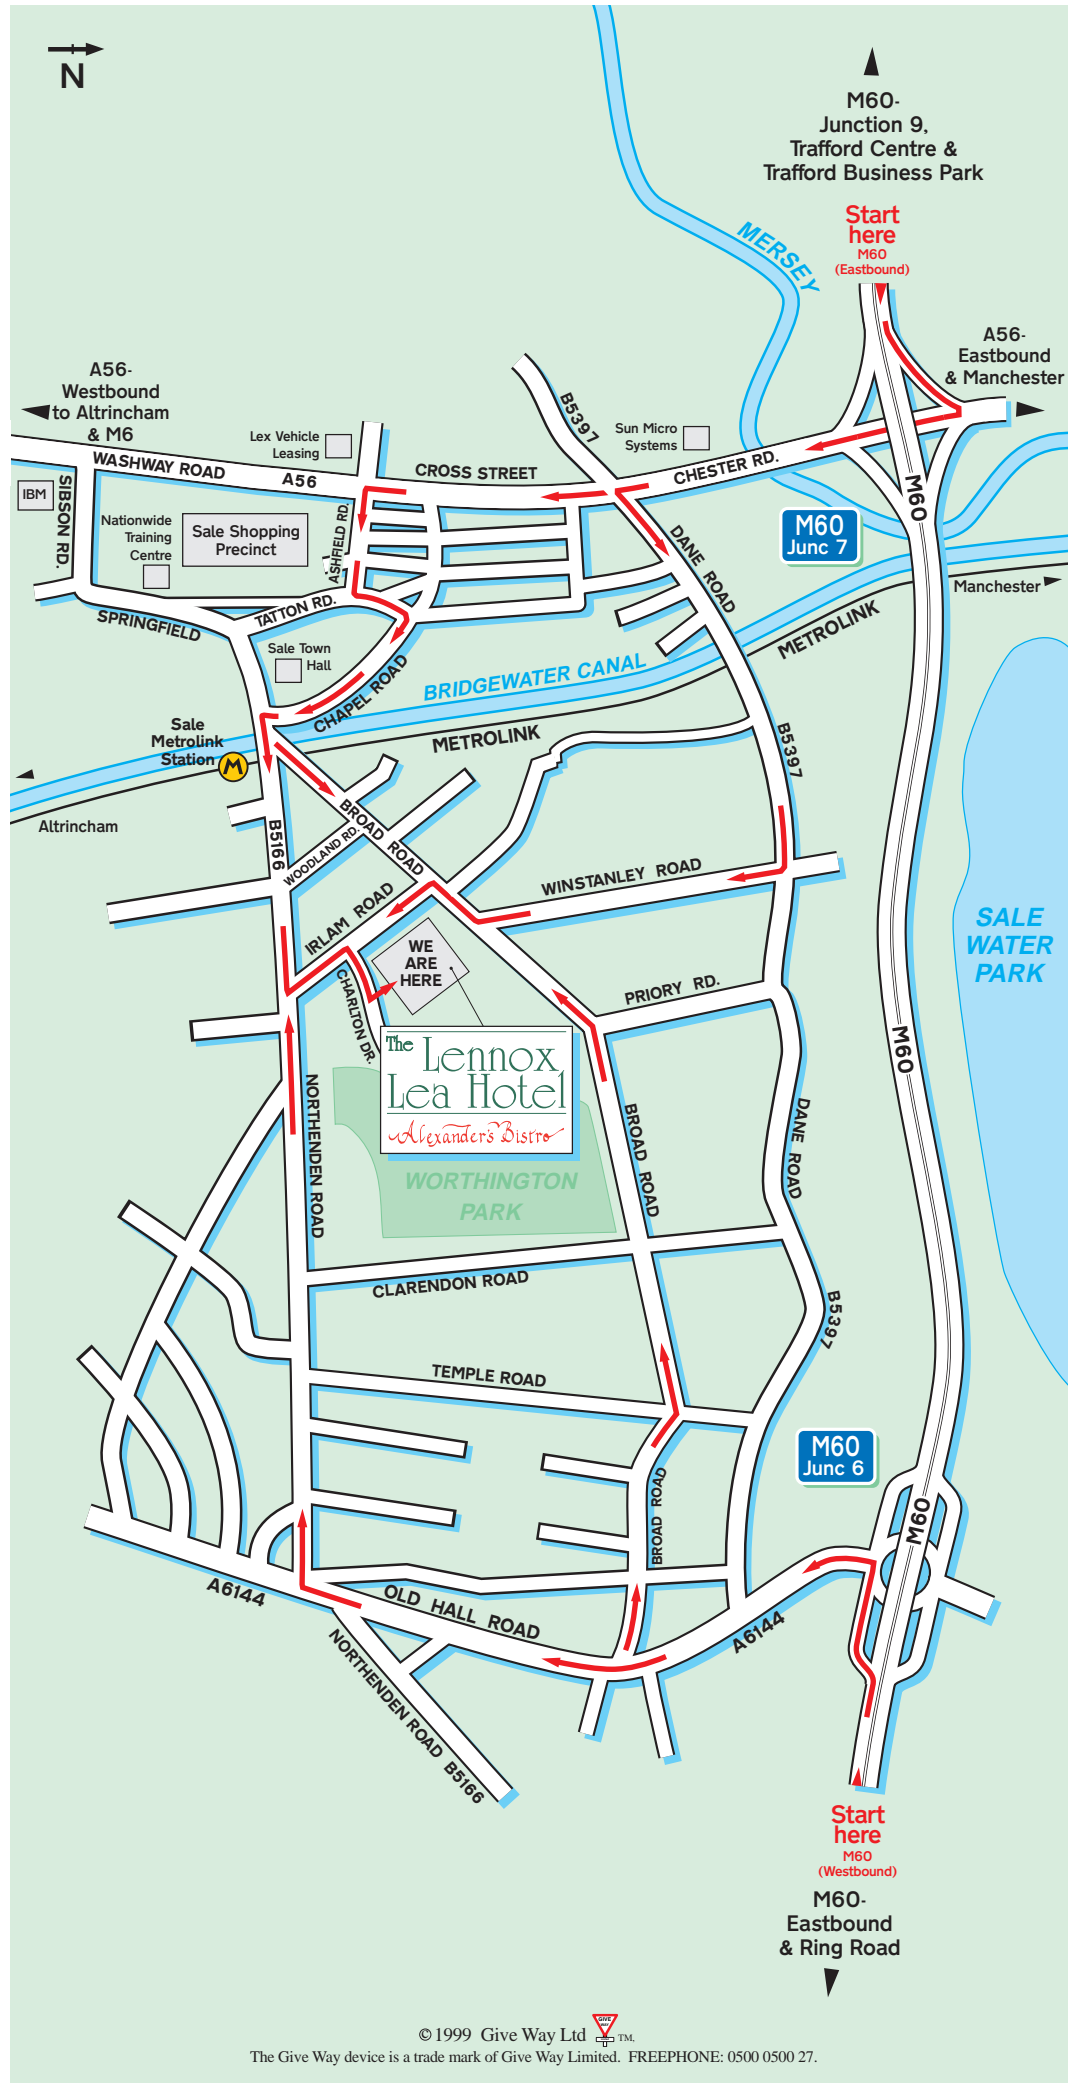 N
M60-
Junction 9,
Trafford Centre &
Trafford Business Park
Start
here
M60
(Eastbound)
MERSEY
A56-
Eastbound
& Manchester
A56-
Westbound
to Altrincham
& M6
B5397
Sun Micro
Systems
Lex Vehicle
Leasing
WASHWAY ROAD
A56
CROSS STREET
CHESTER RD.
IBM
SIBSON RD.
Nationwide
Training
Centre
Sale Shopping
Precinct
ASHFIELD RD.
M60
Junc 7
M60
DANE ROAD
Manchester
METROLINK
SPRINGFIELD
TATTON RD.
Sale Town
Hall
CHAPEL ROAD
BRIDGEWATER CANAL
METROLINK
Sale
Metrolink
Station
M
Altrincham
B5397
B5166
BROAD ROAD
WOODLAND RD.
WINSTANLEY ROAD
IRLAM ROAD
WE
ARE
HERE
CHARLTON DR.
PRIORY RD.
SALE
WATER
PARK
M60
The Lennox
Lea Hotel
Alexander's Bistro
NORTHENDEN ROAD
BROAD ROAD
DANE ROAD
WORTHINGTON
PARK
CLARENDON ROAD
B5397
TEMPLE ROAD
M60
Junc 6
BROAD ROAD
M60
A6144
OLD HALL ROAD
A6144
NORTHENDEN ROAD B5166
Start
here
M60
(Westbound)
M60-
Eastbound
& Ring Road
© 1999 Give Way Ltd GIVE WAY TM.
The Give Way device is a trade mark of Give Way Limited. FREEPHONE: 0500 0500 27.